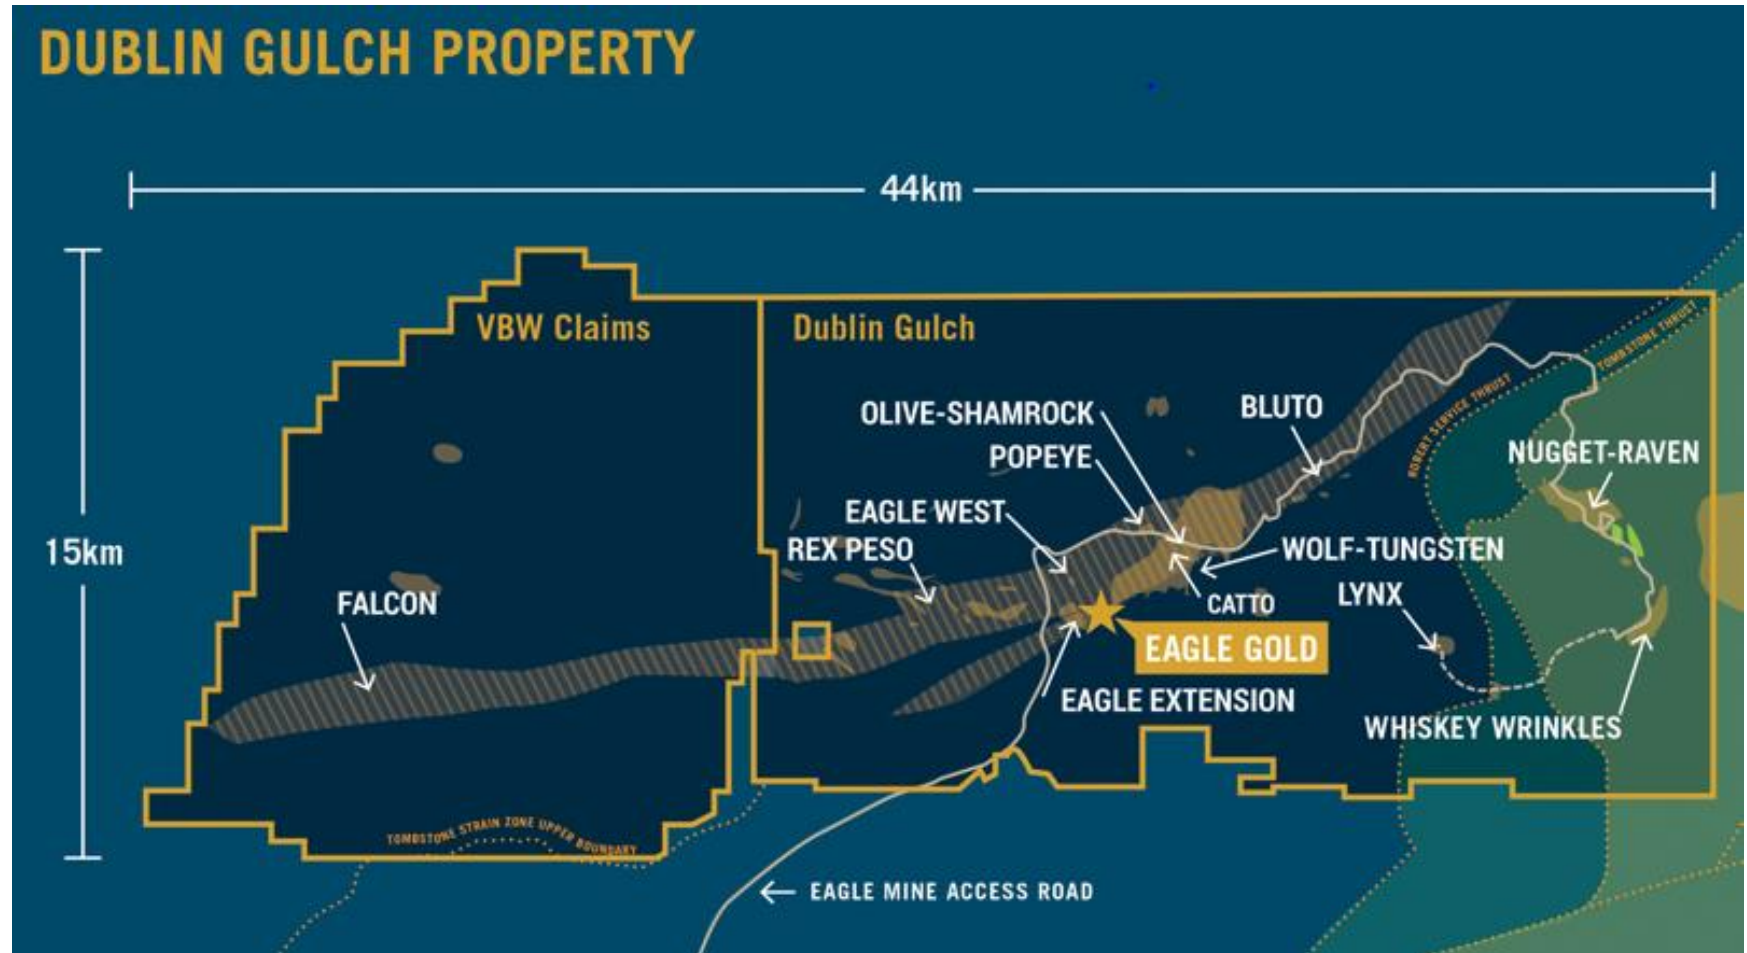 DUBLIN GULCH PROPERTY
44km
15km
VBW Claims
Dublin Gulch
TOMBSTONE THRUST
ROBERT SERVICE THRUST
OLIVE-SHAMROCK
BLUTO
POPEYE
NUGGET-RAVEN
EAGLE WEST
REX PESO
WOLF-TUNGSTEN
FALCON
CATTO
LYNX
EAGLE GOLD
EAGLE EXTENSION
WHISKEY WRINKLES
TOMBSTONE STRAIN ZONE UPPER BOUNDARY
EAGLE MINE ACCESS ROAD